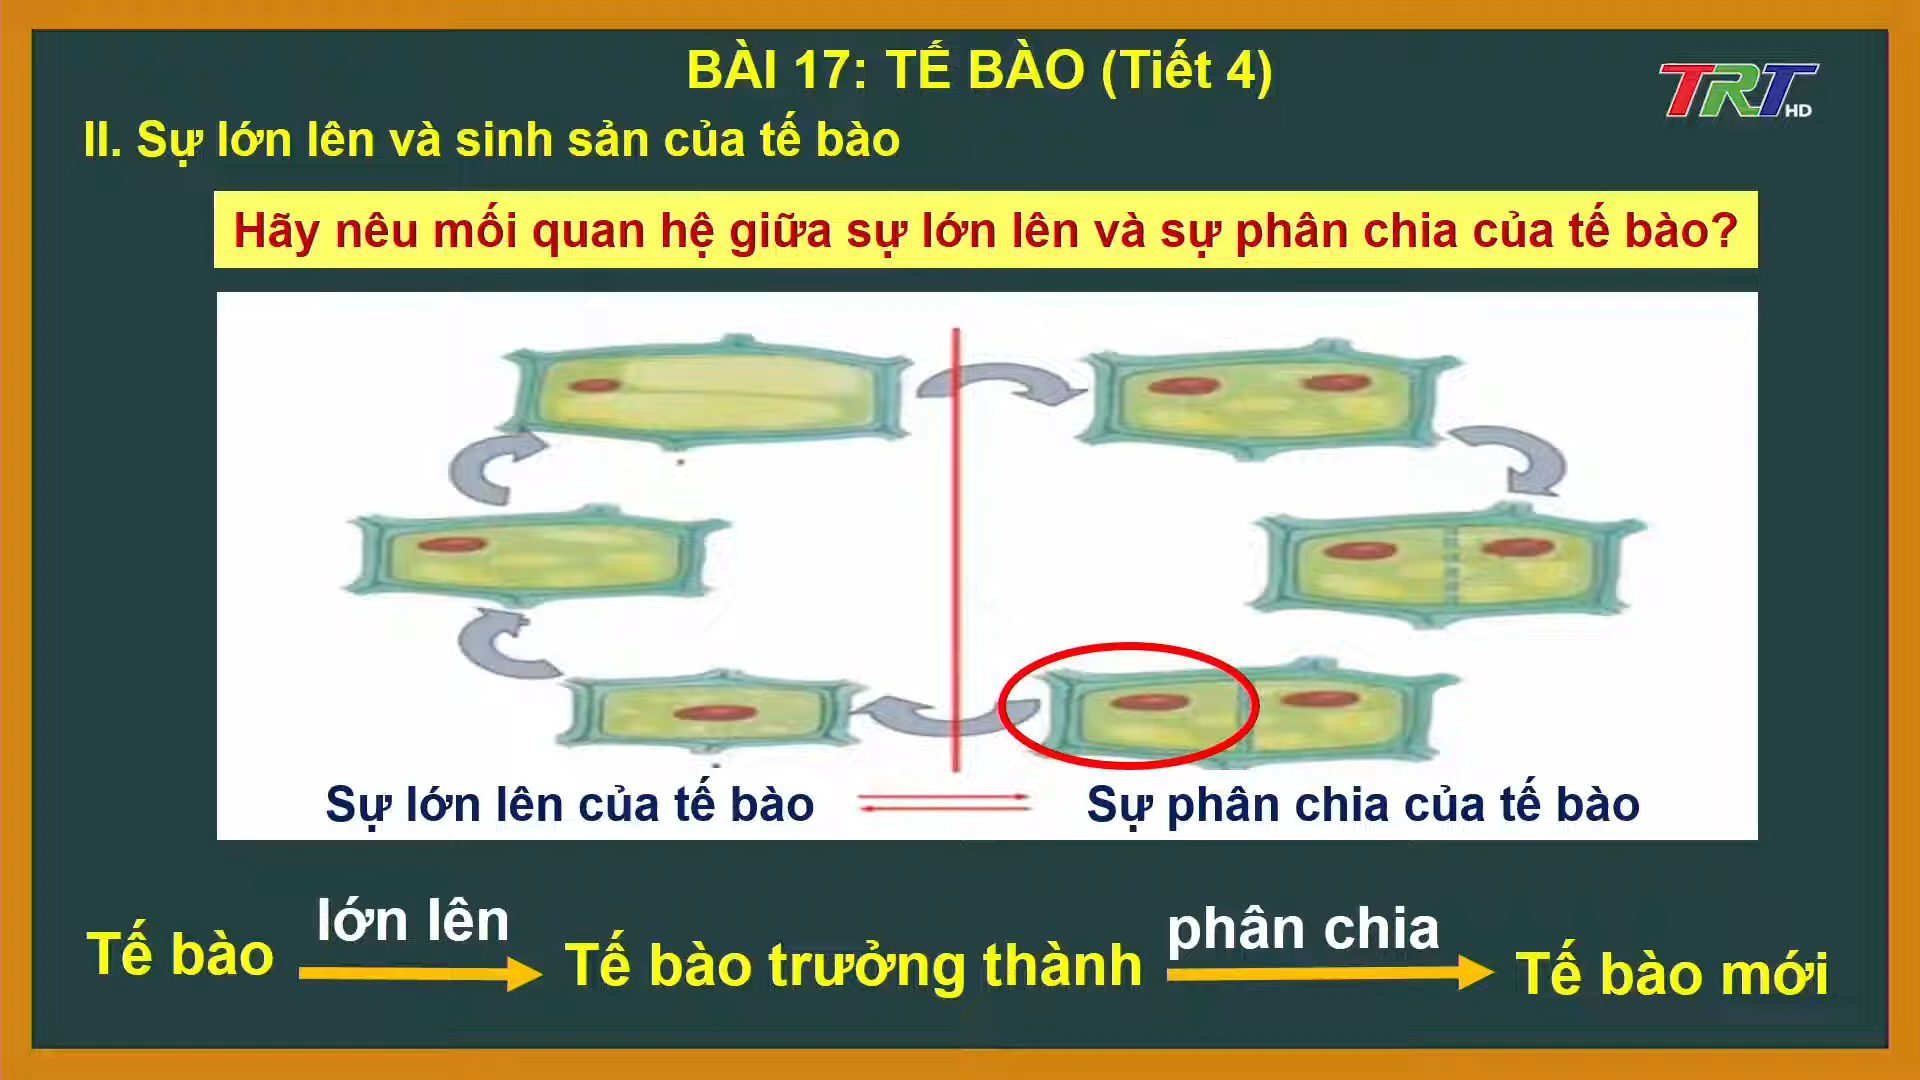 BÀI 17: TẾ BÀO (Tiết 4)
TRT HD
II. Sự lớn lên và sinh sản của tế bào
Hãy nêu mối quan hệ giữa sự lớn lên và sự phân chia của tế bào?
Sự lớn lên của tế bào
Sự phân chia của tế bào
lớn lên
phân chia
Tế bào
Tế bào trưởng thành
Tế bào mới